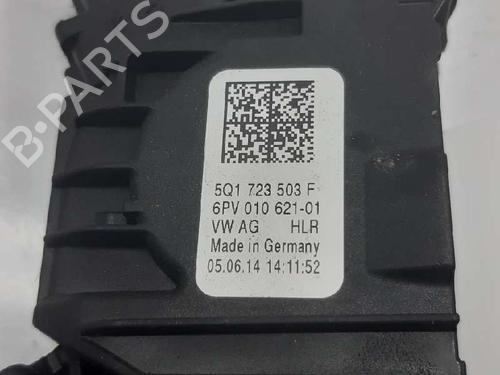 B-PARTS
5Q1 723 503 F
6PV 010 621-01
VW AG HLR
Made in Germany
05.06.14 14:11:52